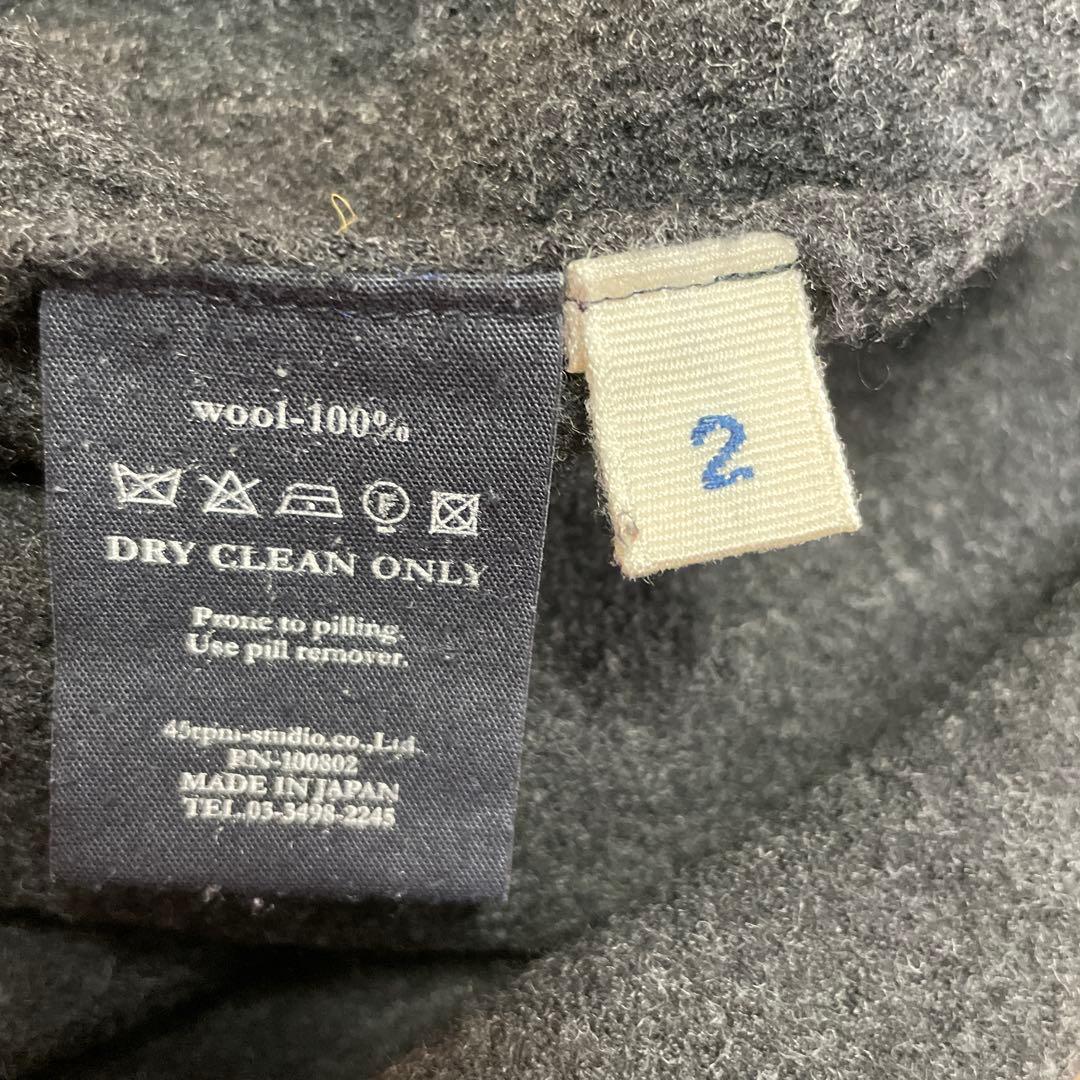 wool-100%
F
DRY CLEAN ONLY
Prone to pilling.
Use pill remover.
45rpm-studio.co.,Ltd.
RN-100802
MADE IN JAPAN
TEL.03-3498-2245
2